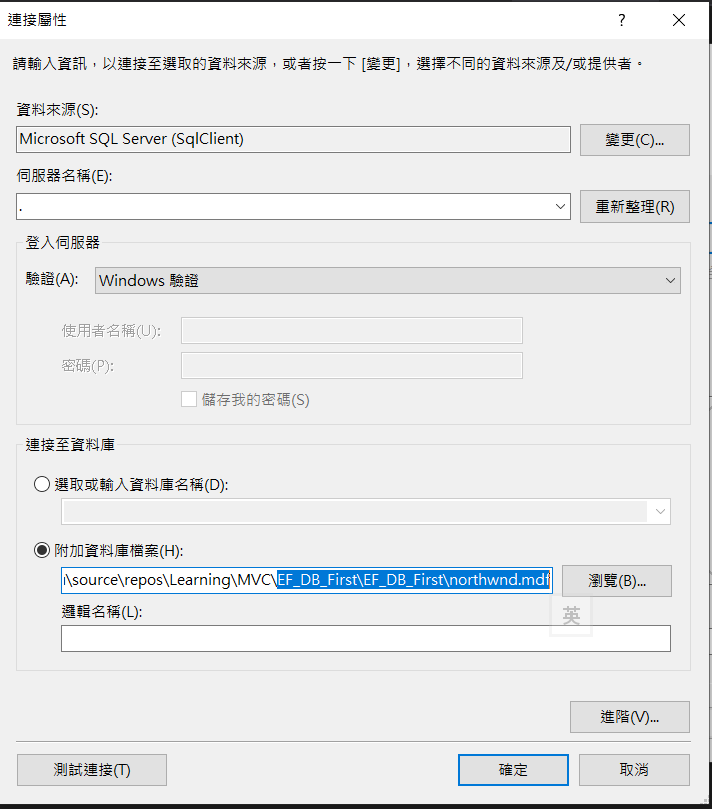 連接屬性
?
請輸入資訊，以連接至選取的資料來源，或者按一下 [變更]，選擇不同的資料來源及/或提供者。
資料來源(S):
Microsoft SQL Server (SqlClient)
變更(C)...
伺服器名稱(E):
.
重新整理(R)
登入伺服器
驗證(A):
Windows 驗證
使用者名稱(U):
密碼(P):
儲存我的密碼(S)
連接至資料庫
選取或輸入資料庫名稱(D):
附加資料庫檔案(H):
\source\repos\Learning\MVC\EF_DB_First\EF_DB_First\northwnd.mdf
瀏覽(B)...
英
邏輯名稱(L):
進階(V)...
測試連接(T)
確定
取消